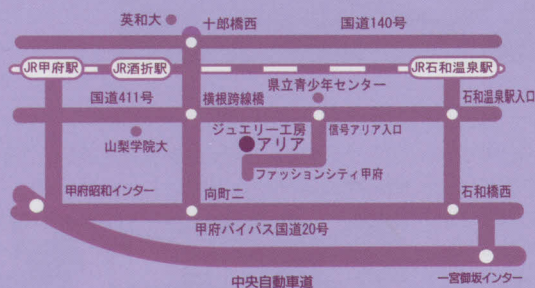 英和大
十郎橋西
国道140号
JR甲府駅
JR酒折駅
JR石和温泉駅
県立青少年センター
国道411号
横根跨線橋
石和温泉駅入口
山梨学院大
ジュエリー工房
アリア
信号アリア入口
ファッションシティ甲府
甲府昭和インター
向町二
石和橋西
甲府バイパス国道20号
中央自動車道
一宮御坂インター